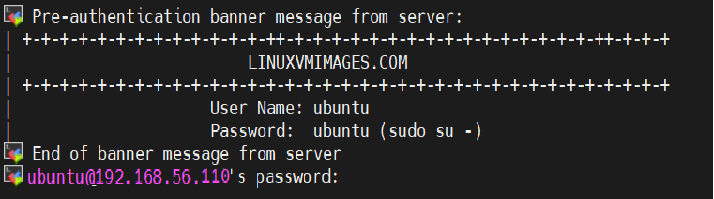 Pre-authentication banner message from server:
| +-+-+-+-+-+-+-+-+-+-+-+-++-+-+-+-+-+-+-+-+-+-+-+-+-+-+-++-+-+-+
| LINUXVMIMAGES.COM
| +-+-+-+-+-+-+-+-+-+-+-+-+-+-+-+-+-+-+-+-+-+-+-+-+-+-+-+-+-+-+-+
| User Name: ubuntu
| Password:  ubuntu (sudo su -)
End of banner message from server
ubuntu@192.168.56.110's password: